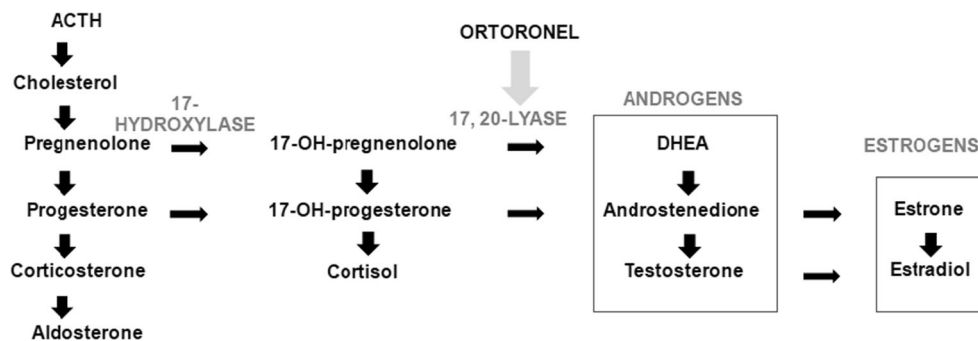 ACTH
ORTORONEL
Cholesterol
17-
HYDROXYLASE
17, 20-LYASE
ANDROGENS
Pregnenolone
17-OH-pregnenolone
DHEA
ESTROGENS
Progesterone
17-OH-progesterone
Androstenedione
Estrone
Corticosterone
Cortisol
Testosterone
Estradiol
Aldosterone